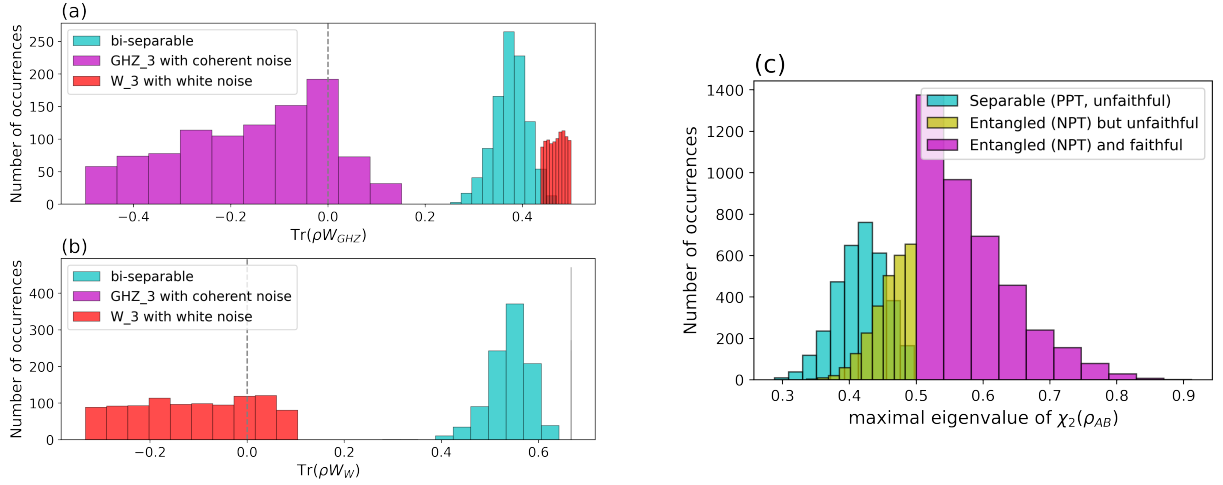 (a)
Number of occurrences
250
200
150
100
50
0
bi-separable
GHZ_3 with coherent noise
W_3 with white noise
−0.4
−0.2
0.0
0.2
0.4
Tr(ρW_{GHZ})
(b)
Number of occurrences
400
300
200
100
0
bi-separable
GHZ_3 with coherent noise
W_3 with white noise
−0.2
0.0
0.2
0.4
0.6
Tr(ρW_W)
(c)
Number of occurrences
1400
1200
1000
800
600
400
200
0
Separable (PPT, unfaithful)
Entangled (NPT) but unfaithful
Entangled (NPT) and faithful
0.3
0.4
0.5
0.6
0.7
0.8
0.9
maximal eigenvalue of χ₂(ρ_{AB})